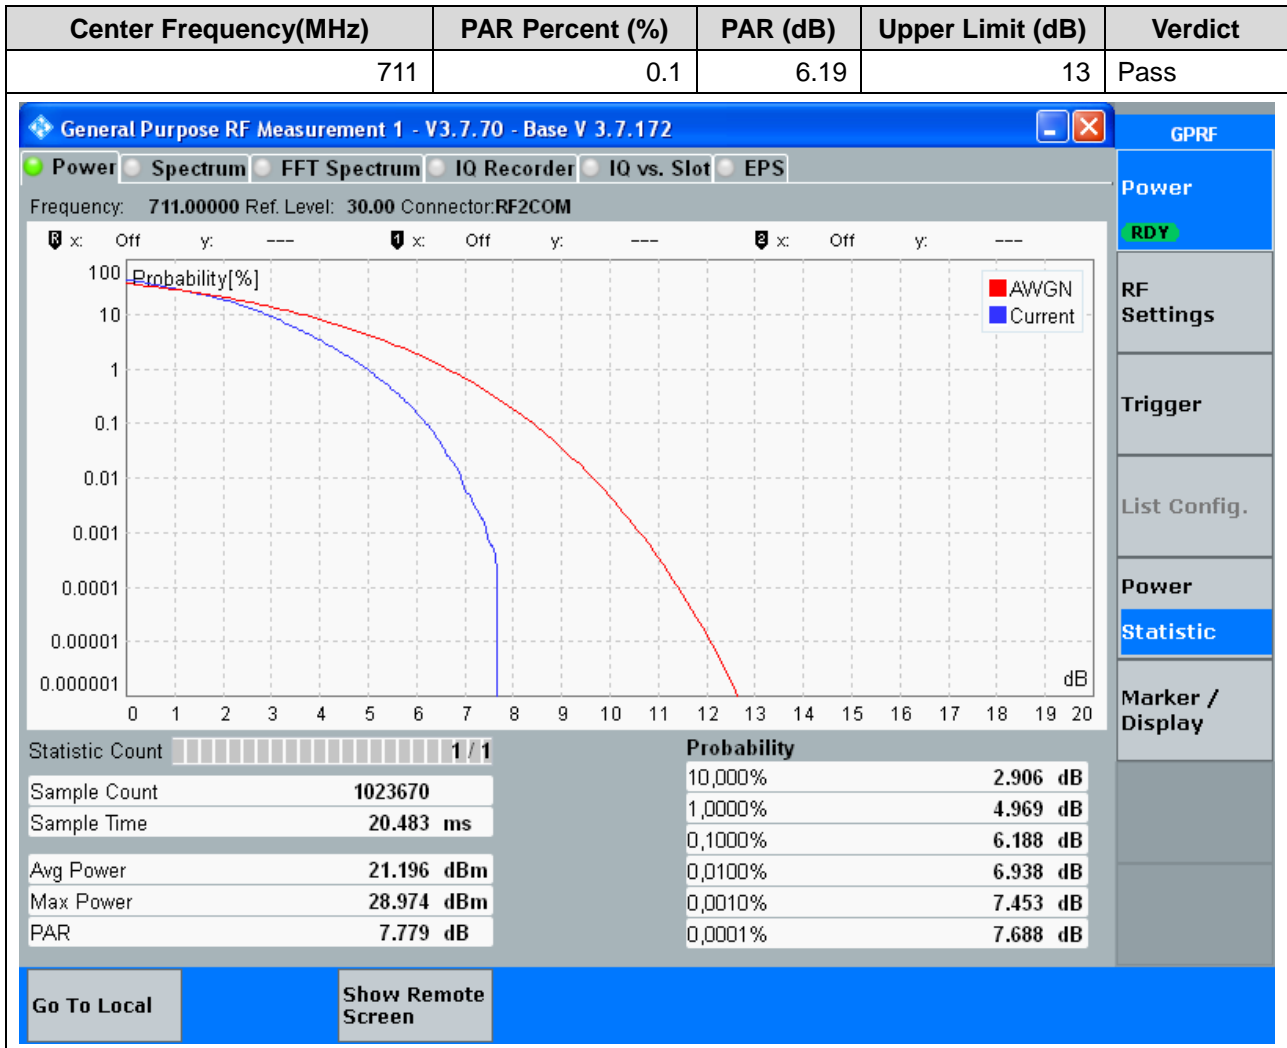 Center Frequency(MHz) PAR Percent (%) PAR (dB) Upper Limit (dB) Verdict
711 0.1 6.19 13 Pass
General Purpose RF Measurement 1 - V3.7.70 - Base V 3.7.172
GPRF
Power Spectrum FFT Spectrum IQ Recorder IQ vs. Slot EPS
Power
RDY
Frequency: 711.00000 Ref. Level: 30.00 Connector:RF2COM
R x: Off y: --- 1 x: Off y: --- 2 x: Off y: ---
Probability[%]
AWGN
Current
100
10
1
0.1
0.01
0.001
0.0001
0.00001
0.000001
dB
0 1 2 3 4 5 6 7 8 9 10 11 12 13 14 15 16 17 18 19 20
RF
Settings
Trigger
List Config.
Power
Statistic
Marker /
Display
Statistic Count 1 / 1
Sample Count 1023670
Sample Time 20.483 ms
Avg Power 21.196 dBm
Max Power 28.974 dBm
PAR 7.779 dB
Probability
10,000% 2.906 dB
1,0000% 4.969 dB
0,1000% 6.188 dB
0,0100% 6.938 dB
0,0010% 7.453 dB
0,0001% 7.688 dB
Go To Local
Show Remote
Screen